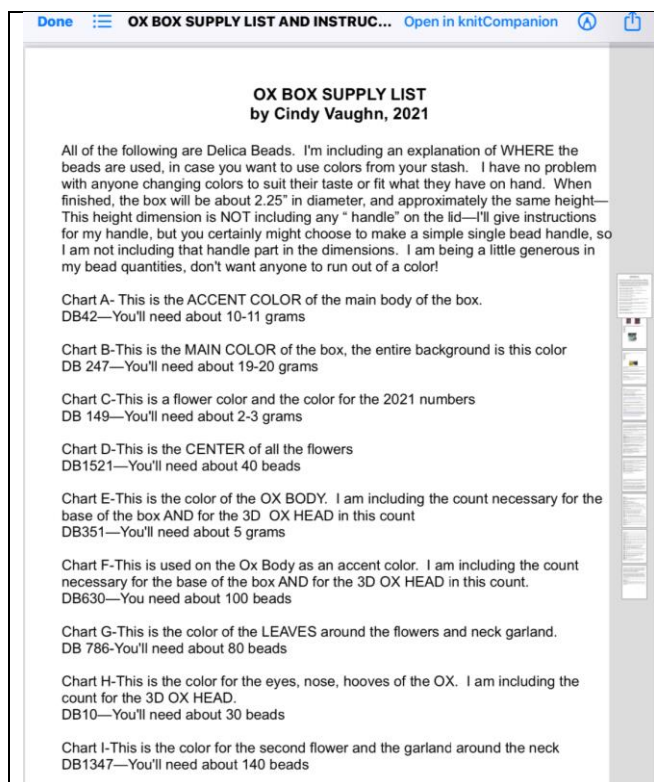 Done OX BOX SUPPLY LIST AND INSTRUC... Open in knitCompanion
OX BOX SUPPLY LIST
by Cindy Vaughn, 2021
All of the following are Delica Beads. I'm including an explanation of WHERE the
beads are used, in case you want to use colors from your stash. I have no problem
with anyone changing colors to suit their taste or fit what they have on hand. When
finished, the box will be about 2.25” in diameter, and approximately the same height—
This height dimension is NOT including any “ handle” on the lid—I'll give instructions
for my handle, but you certainly might choose to make a simple single bead handle, so
I am not including that handle part in the dimensions. I am being a little generous in
my bead quantities, don't want anyone to run out of a color!
Chart A- This is the ACCENT COLOR of the main body of the box.
DB42—You'll need about 10-11 grams
Chart B-This is the MAIN COLOR of the box, the entire background is this color
DB 247—You'll need about 19-20 grams
Chart C-This is a flower color and the color for the 2021 numbers
DB 149—You'll need about 2-3 grams
Chart D-This is the CENTER of all the flowers
DB1521—You'll need about 40 beads
Chart E-This is the color of the OX BODY. I am including the count necessary for the
base of the box AND for the 3D OX HEAD in this count
DB351—You'll need about 5 grams
Chart F-This is used on the Ox Body as an accent color. I am including the count
necessary for the base of the box AND for the 3D OX HEAD in this count.
DB630—You need about 100 beads
Chart G-This is the color of the LEAVES around the flowers and neck garland.
DB 786-You'll need about 80 beads
Chart H-This is the color for the eyes, nose, hooves of the OX. I am including the
count for the 3D OX HEAD.
DB10—You'll need about 30 beads
Chart I-This is the color for the second flower and the garland around the neck
DB1347—You'll need about 140 beads